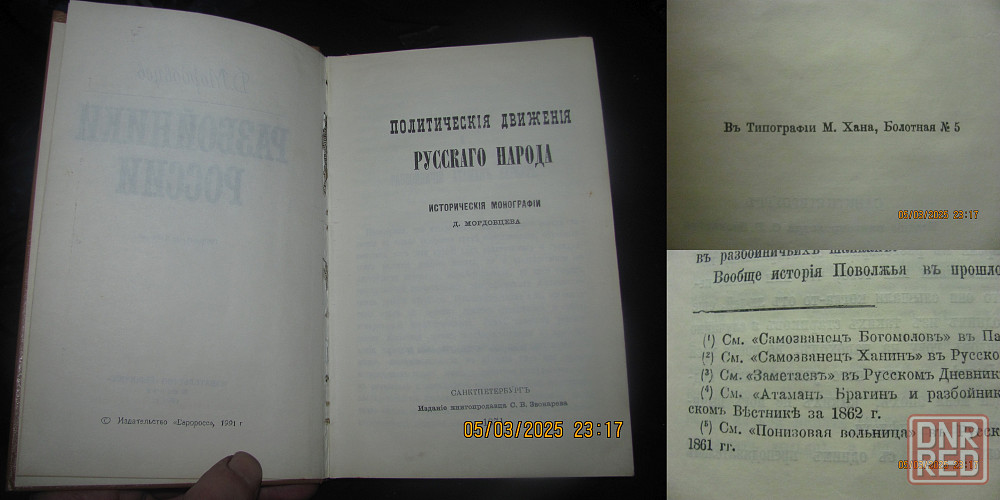 Д. Мордовцев
РАЗБОЙНИКИ
РОССИИ
© Издательство «Евророс», 1991 г
ПОЛИТИЧЕСКІЯ ДВИЖЕНІЯ
РУССКАГО НАРОДА
ИСТОРИЧЕСКІЯ МОНОГРАФІИ
Д. МОРДОВЦЕВА
САНКТПЕТЕРБУРГЪ
Изданіе книгопродавца С. В. Звонарева
05/03/2025 23:17
Въ Типографіи М. Хана, Болотная № 5
05/03/2025 23:17
въ разбойничьихъ
Вообще исторія Поволжья въ прошло
(¹) См. «Самозванецъ Богомоловъ» въ Па
(²) См. «Самозванецъ Ханинъ» въ Русско
(³) См. «Заметаевъ» въ Русскомъ Дневник
(⁴) См. «Атаманъ Брагинъ и разбойник
скомъ Вѣстникѣ за 1862 г.
(⁵) См. «Понизовая вольница»
1861 гг.
05/03/2025 23:17
DNR
RED